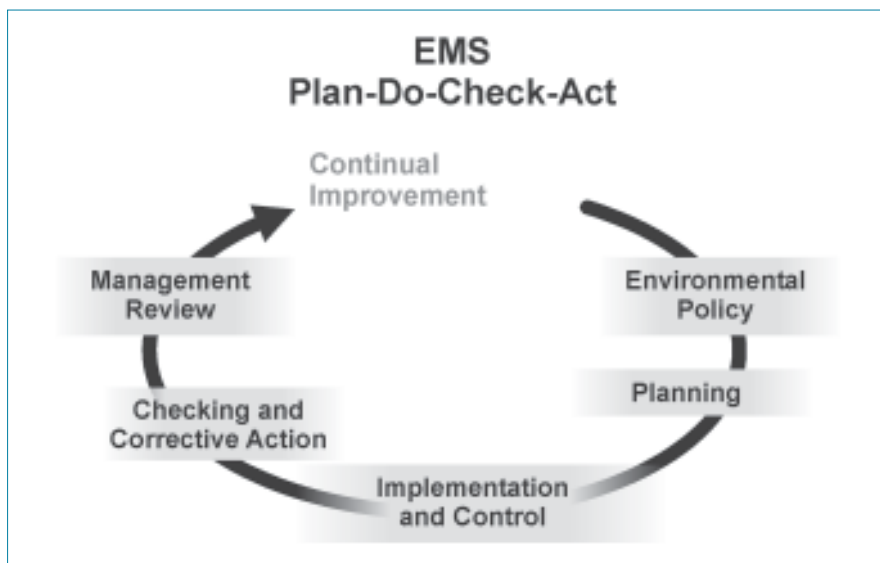 EMS
Plan-Do-Check-Act
Continual
Improvement
Environmental
Policy
Planning
Implementation
and Control
Checking and
Corrective Action
Management
Review